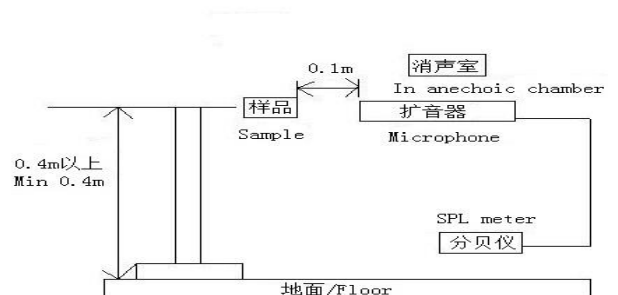 0.1m
消声室
In anechoic chamber
样品
扩音器
Sample
Microphone
0.4m以上
Min 0.4m
SPL meter
分贝仪
地面/Floor